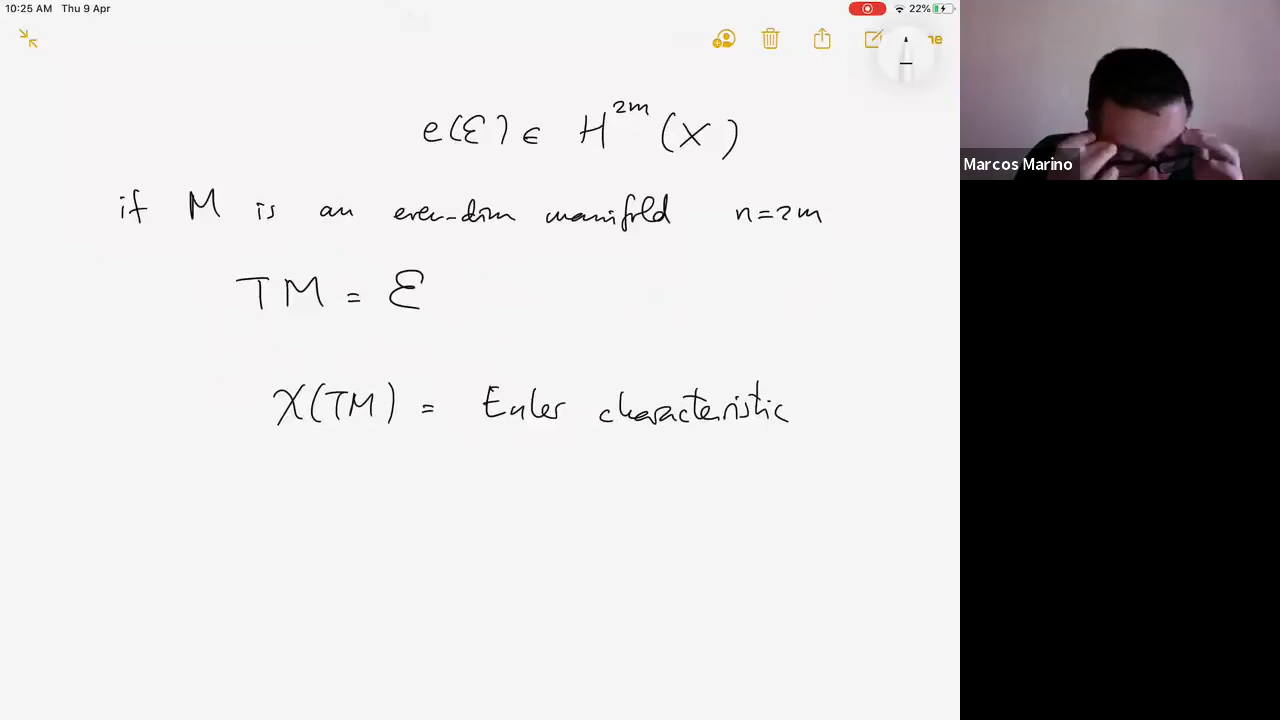 10:25 AM Thu 9 Apr
22%
e(ℰ) ∈ H^{2m}(X)
if M is an even-dim manifold n=2m
TM = ℰ
χ(TM) = Euler characteristic
Marcos Marino